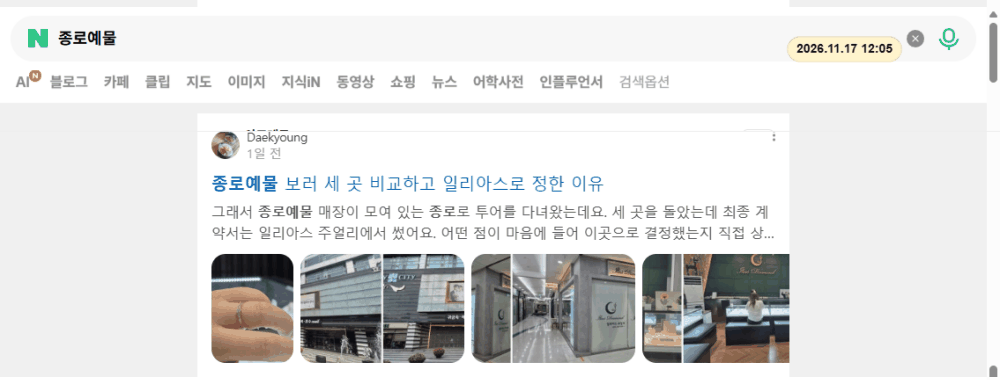 N 종로예물
2026.11.17 12:05
AI N 블로그 카페 클립 지도 이미지 지식iN 동영상 쇼핑 뉴스 어학사전 인플루언서 검색옵션
Daekyoung
1일 전
종로예물 보러 세 곳 비교하고 일리아스로 정한 이유
그래서 종로예물 매장이 모여 있는 종로로 투어를 다녀왔는데요. 세 곳을 돌았는데 최종 계
약서는 일리아스 주얼리에서 썼어요. 어떤 점이 마음에 들어 이곳으로 결정했는지 직접 상...
CITY